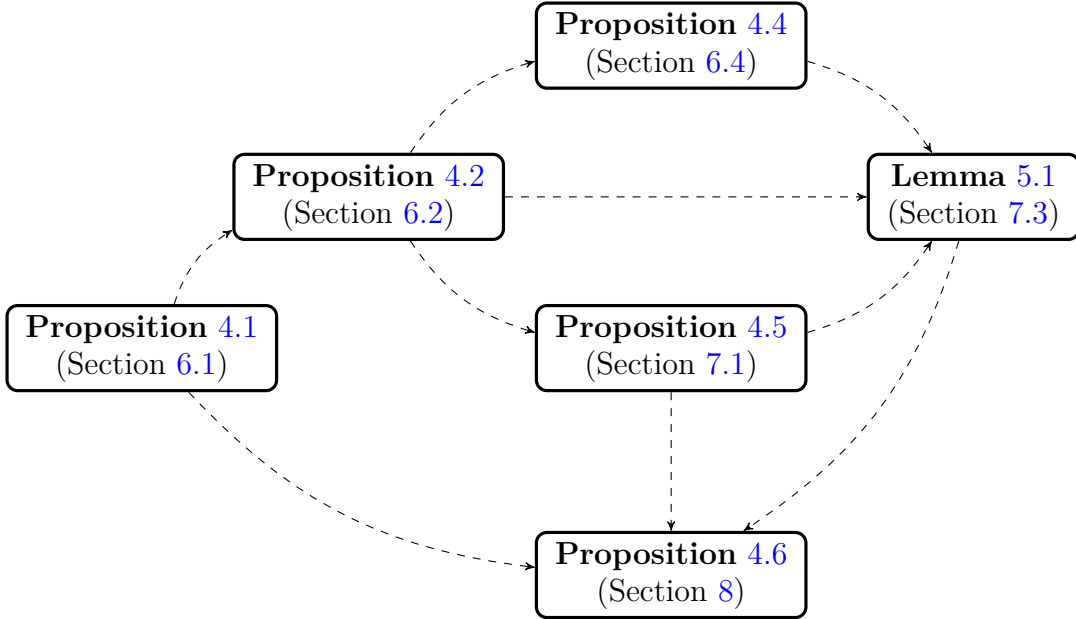 Proposition 4.4
(Section 6.4)
Proposition 4.2
(Section 6.2)
Lemma 5.1
(Section 7.3)
Proposition 4.1
(Section 6.1)
Proposition 4.5
(Section 7.1)
Proposition 4.6
(Section 8)